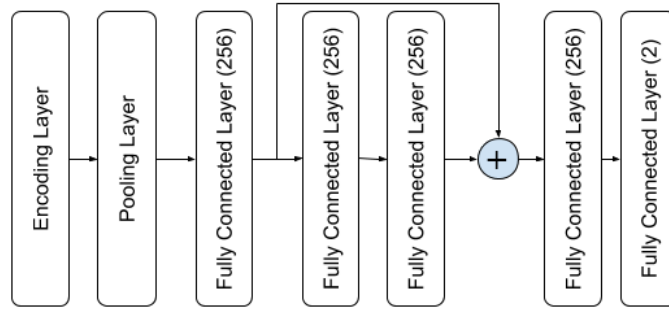 Encoding Layer
Pooling Layer
Fully Connected Layer (256)
Fully Connected Layer (256)
Fully Connected Layer (256)
+
Fully Connected Layer (256)
Fully Connected Layer (2)